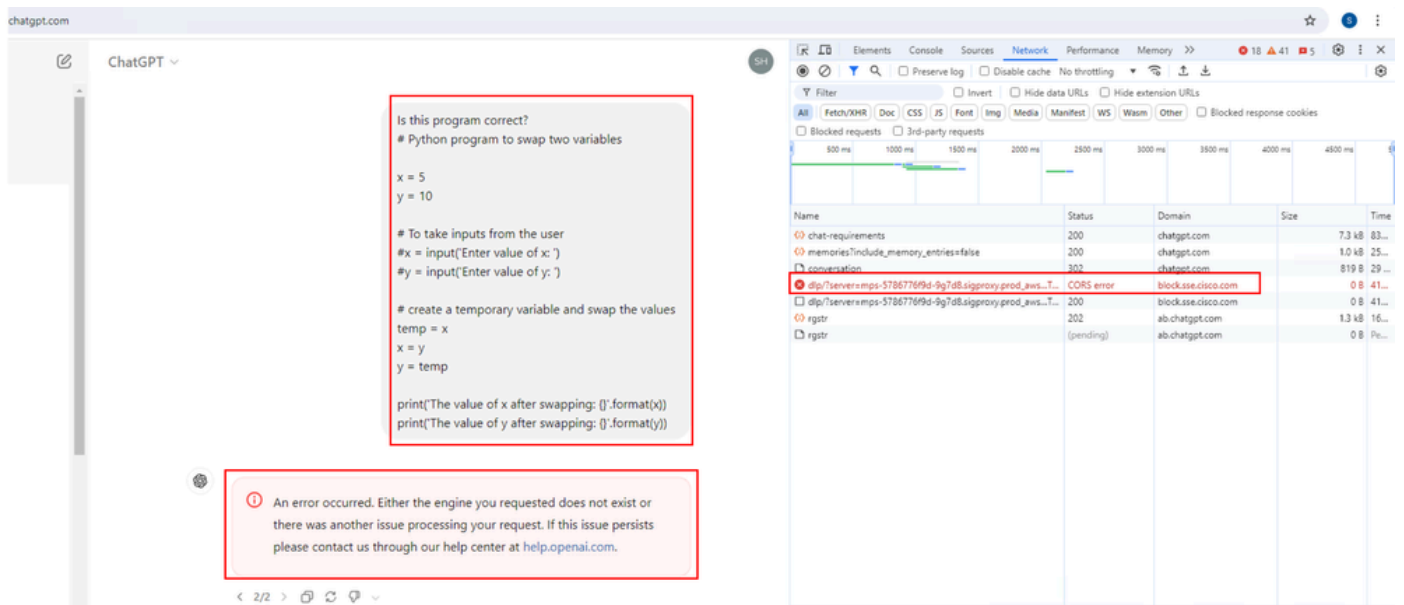 chatgpt.com
S
ChatGPT
SH
Is this program correct?
# Python program to swap two variables
x = 5
y = 10
# To take inputs from the user
#x = input('Enter value of x: ')
#y = input('Enter value of y: ')
# create a temporary variable and swap the values
temp = x
x = y
y = temp
print('The value of x after swapping: {}'.format(x))
print('The value of y after swapping: {}'.format(y))
An error occurred. Either the engine you requested does not exist or
there was another issue processing your request. If this issue persists
please contact us through our help center at help.openai.com.
2/2
Elements Console Sources Network Performance Memory 18 41 5
Preserve log Disable cache No throttling
Filter Invert Hide data URLs Hide extension URLs
All Fetch/XHR Doc CSS JS Font Img Media Manifest WS Wasm Other Blocked response cookies
Blocked requests 3rd-party requests
500 ms 1000 ms 1500 ms 2000 ms 2500 ms 3000 ms 3500 ms 4000 ms 4500 ms
Name Status Domain Size Time
chat-requirements 200 chatgpt.com 7.3 kB 83...
memories?include_memory_entries=false 200 chatgpt.com 1.0 kB 25...
conversation 302 chatgpt.com 819 B 29...
dlp/?server=mps-5786776f9d-9g7d8.sigproxy.prod_aws...T... CORS error block.sse.cisco.com 0 B 41...
dlp/?server=mps-5786776f9d-9g7d8.sigproxy.prod_aws...T... 200 block.sse.cisco.com 0 B 41...
rgstr 202 ab.chatgpt.com 1.3 kB 16...
rgstr (pending) ab.chatgpt.com 0 B Pe...